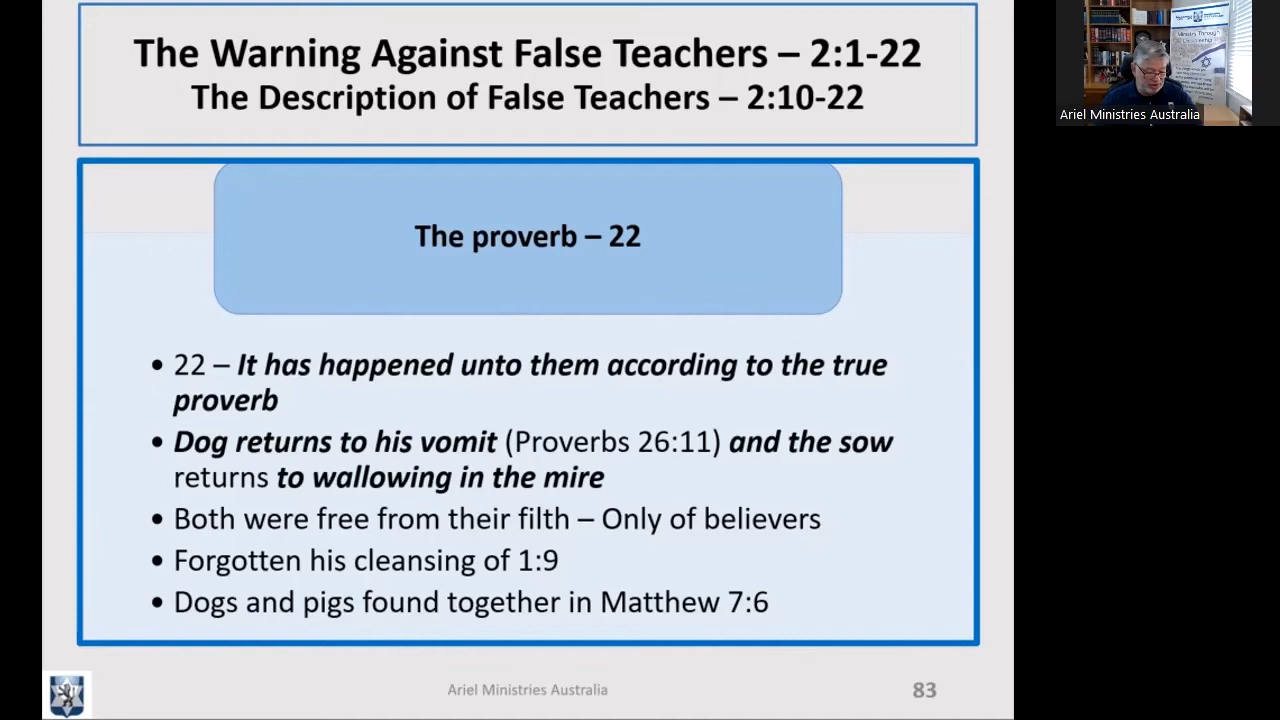 The Warning Against False Teachers – 2:1-22
The Description of False Teachers – 2:10-22
The proverb – 22
• 22 – It has happened unto them according to the true
proverb
• Dog returns to his vomit (Proverbs 26:11) and the sow
returns to wallowing in the mire
• Both were free from their filth – Only of believers
• Forgotten his cleansing of 1:9
• Dogs and pigs found together in Matthew 7:6
Ariel Ministries Australia
83
Ministry Through
Discipleship
Ariel Ministries Australia